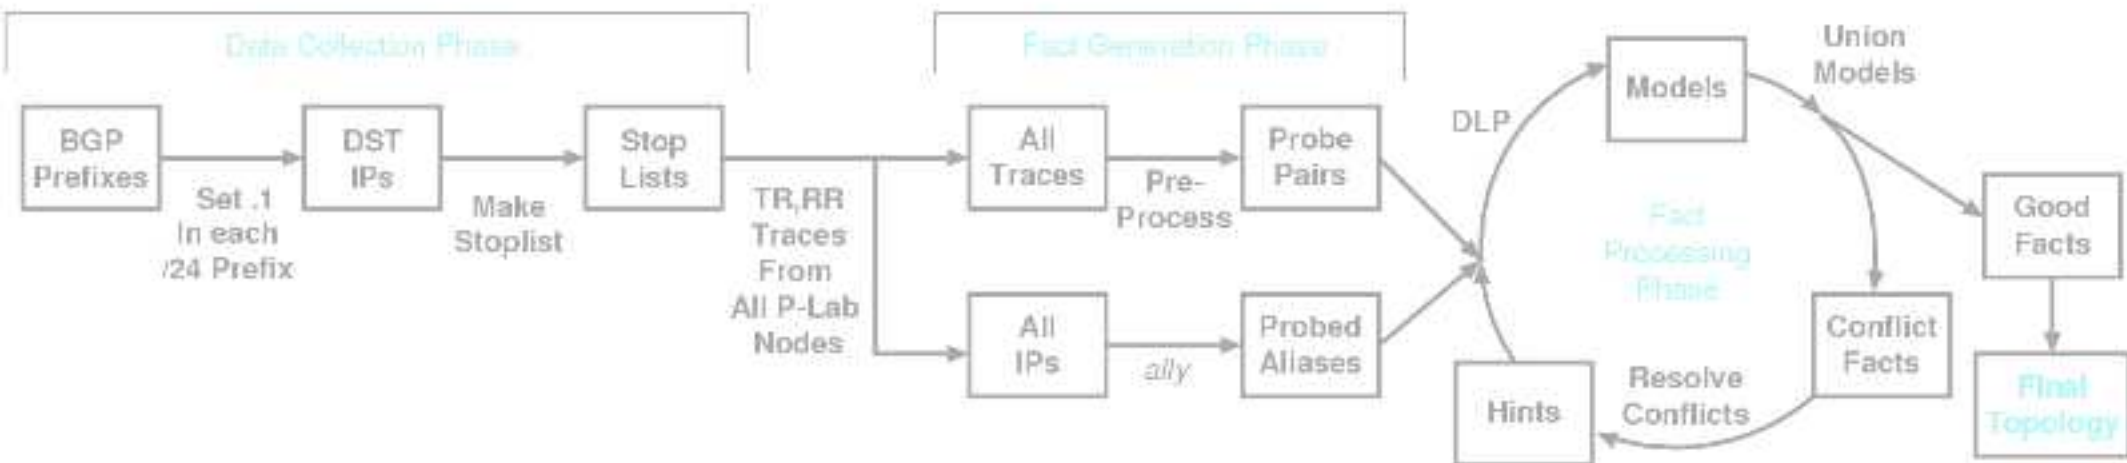 Data Collection Phase
BGP
Prefixes
Set .1
In each
/24 Prefix
DST
IPs
Make
Stoplist
Stop
Lists
TR,RR
Traces
From
All P-Lab
Nodes
Fact Generation Phase
All
Traces
Pre-
Process
Probe
Pairs
All
IPs
ally
Probed
Aliases
DLP
Models
Union
Models
Fact
Processing
Phase
Good
Facts
Conflict
Facts
Resolve
Conflicts
Hints
Final
Topology